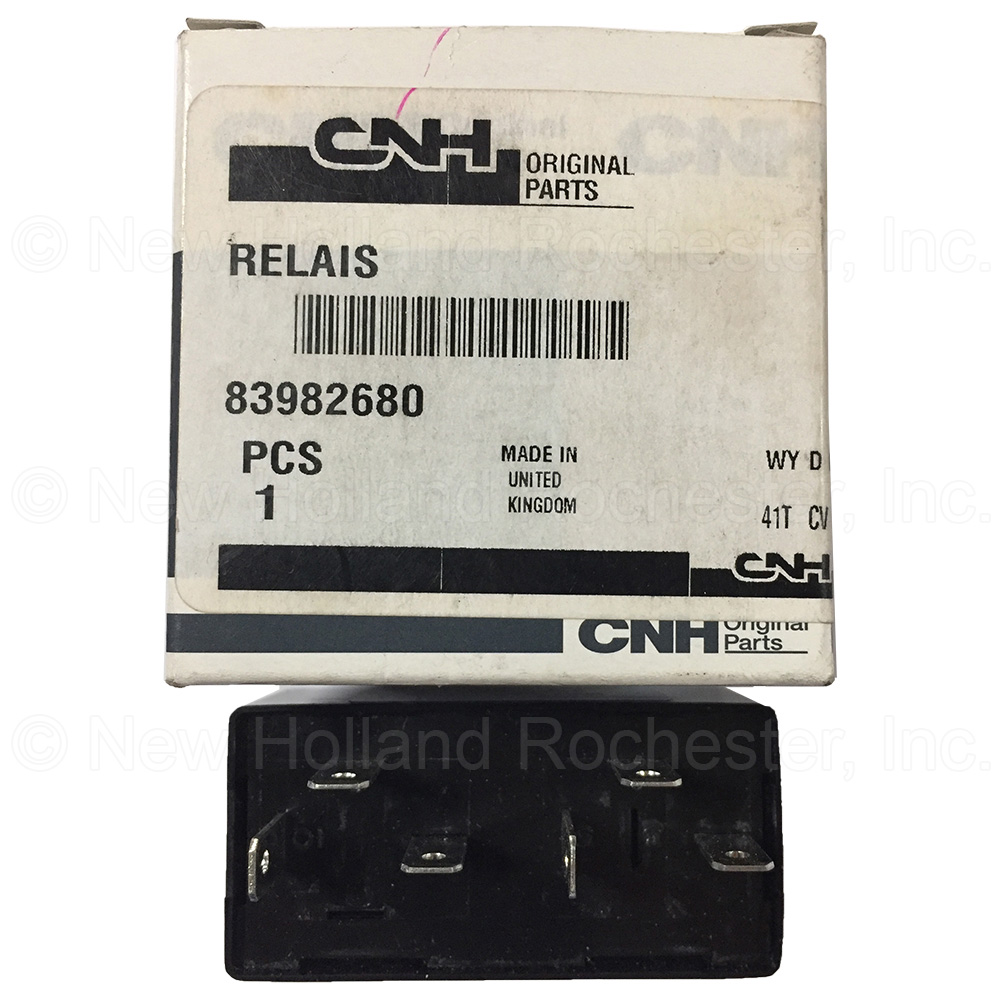 CNH
ORIGINAL
PARTS
© New Holland Rochester, Inc.
RELAIS
83982680
PCS
1
MADE IN
UNITED
KINGDOM
WY D
41T CV
© New Holland Rochester, Inc.
CNH
CNH Original
Parts
© New Holland Rochester, Inc.